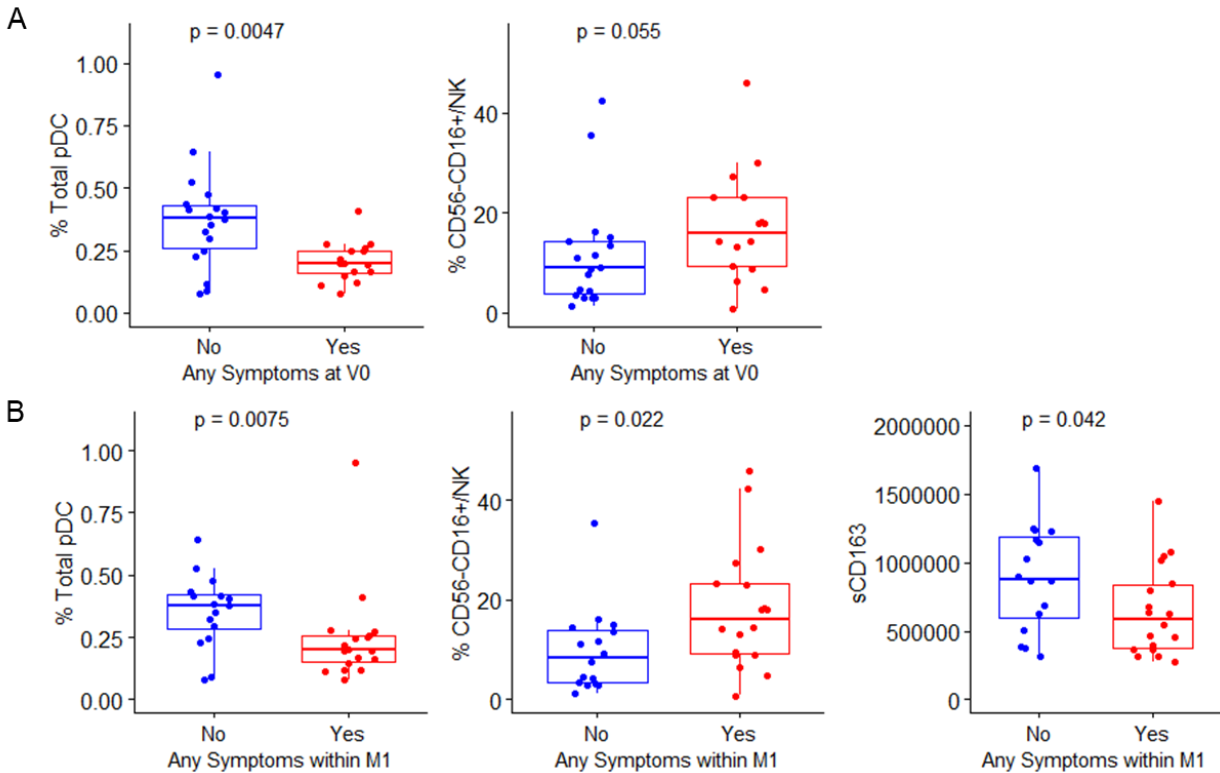 A
p = 0.0047
% Total pDC
1.00
0.75
0.50
0.25
0.00
No Yes
Any Symptoms at V0
p = 0.055
% CD56-CD16+/NK
40
20
0
No Yes
Any Symptoms at V0
B
p = 0.0075
% Total pDC
1.00
0.75
0.50
0.25
0.00
No Yes
Any Symptoms within M1
p = 0.022
% CD56-CD16+/NK
40
20
0
No Yes
Any Symptoms within M1
p = 0.042
sCD163
2000000
1500000
1000000
500000
0
No Yes
Any Symptoms within M1